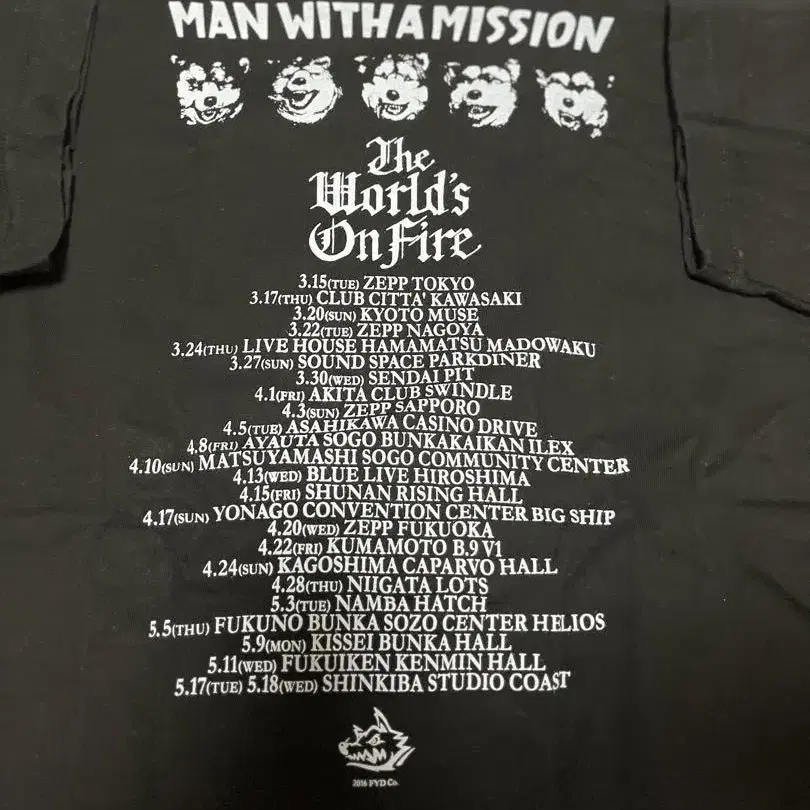 MAN WITH A MISSION
The
World's
On Fire
3.15(TUE) ZEPP TOKYO
3.17(THU) CLUB CITTA' KAWASAKI
3.20(SUN) KYOTO MUSE
3.22(TUE) ZEPP NAGOYA
3.24(THU) LIVE HOUSE HAMAMATSU MADOWAKU
3.27(SUN) SOUND SPACE PARKDINER
3.30(WED) SENDAI PIT
4.1(FRI) AKITA CLUB SWINDLE
4.3(SUN) ZEPP SAPPORO
4.5(TUE) ASAHIKAWA CASINO DRIVE
4.8(FRI) AYAUTA SOGO BUNKAKAIKAN ILEX
4.10(SUN) MATSUYAMASHI SOGO COMMUNITY CENTER
4.13(WED) BLUE LIVE HIROSHIMA
4.15(FRI) SHUNAN RISING HALL
4.17(SUN) YONAGO CONVENTION CENTER BIG SHIP
4.20(WED) ZEPP FUKUOKA
4.22(FRI) KUMAMOTO B.9 V1
4.24(SUN) KAGOSHIMA CAPARVO HALL
4.28(THU) NIIGATA LOTS
5.3(TUE) NAMBA HATCH
5.5(THU) FUKUNO BUNKA SOZO CENTER HELIOS
5.9(MON) KISSEI BUNKA HALL
5.11(WED) FUKUIKEN KENMIN HALL
5.17(TUE) 5.18(WED) SHINKIBA STUDIO COAST
2016 FYD Co.